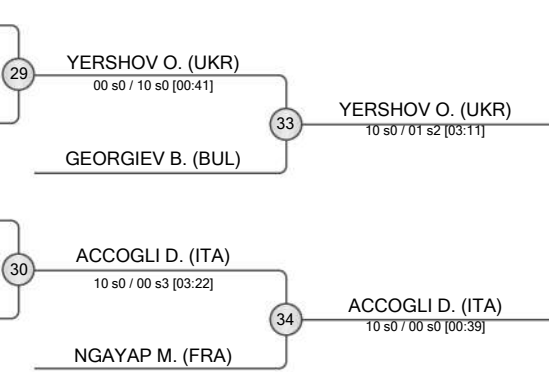 29
YERSHOV O. (UKR)
00 s0 / 10 s0 [00:41]
33
YERSHOV O. (UKR)
10 s0 / 01 s2 [03:11]
GEORGIEV B. (BUL)
30
ACCOGLI D. (ITA)
10 s0 / 00 s3 [03:22]
34
ACCOGLI D. (ITA)
10 s0 / 00 s0 [00:39]
NGAYAP M. (FRA)